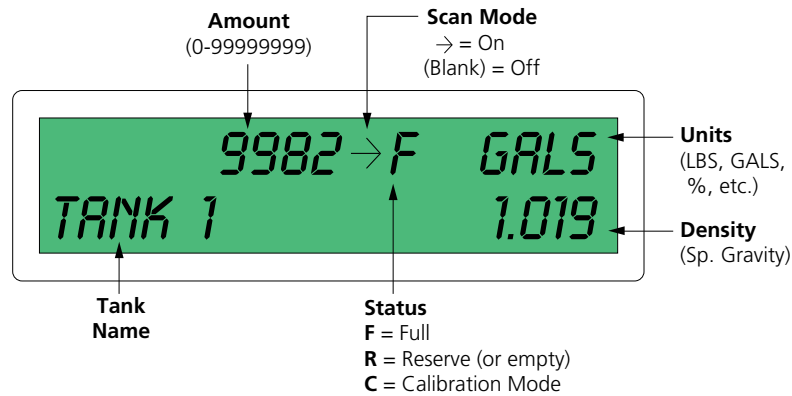 Amount
(0-99999999)
Scan Mode
→ = On
(Blank) = Off
9982 → F GALS
TANK 1 1.019
Units
(LBS, GALS,
%, etc.)
Density
(Sp. Gravity)
Tank
Name
Status
F = Full
R = Reserve (or empty)
C = Calibration Mode